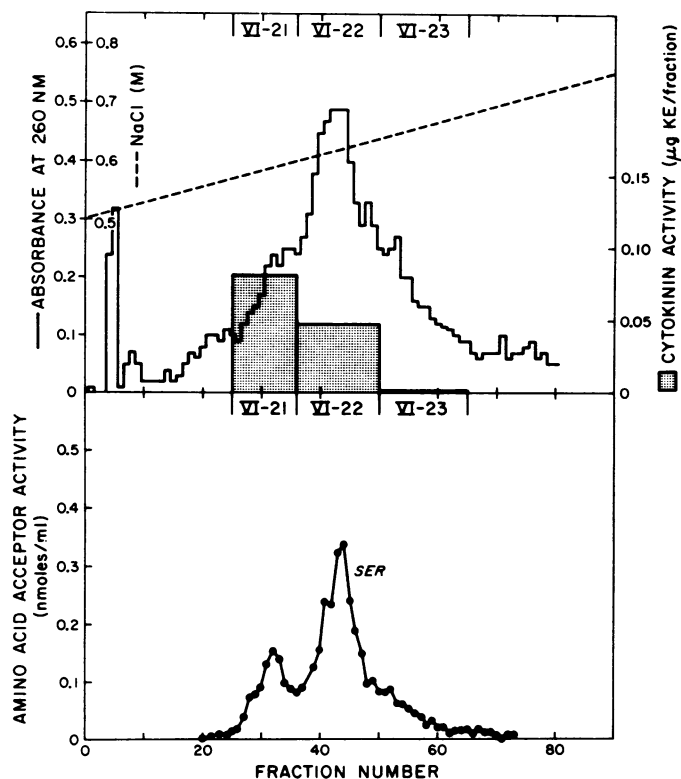 VI-21 VI-22 VI-23
ABSORBANCE AT 260 NM
0.6
0.5
0.4
0.3
0.2
0.1
0
NaCl (M)
0.8
0.7
0.6
0.5
CYTOKININ ACTIVITY (μg KE/fraction)
0.15
0.10
0.05
0
VI-21 VI-22 VI-23
AMINO ACID ACCEPTOR ACTIVITY
(nmoles/ml)
0.5
0.4
0.3
0.2
0.1
0
SER
0 20 40 60 80
FRACTION NUMBER